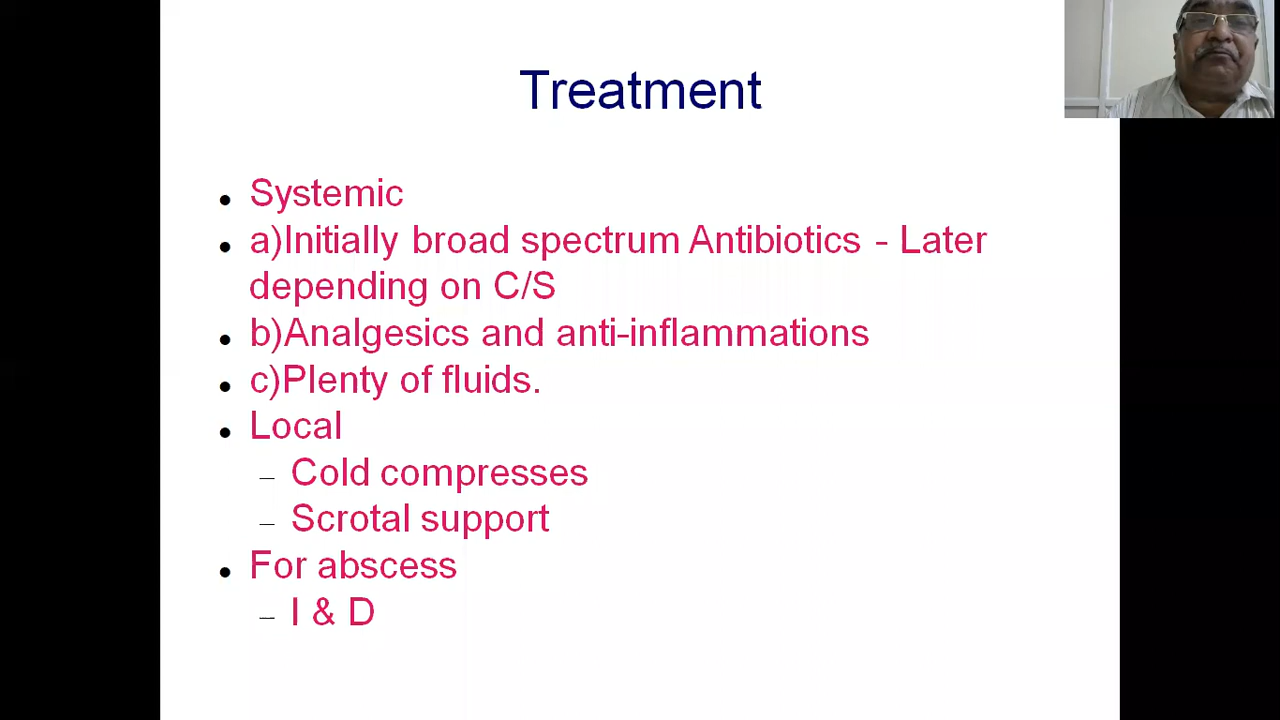 Treatment
Systemic
a)Initially broad spectrum Antibiotics - Later
depending on C/S
b)Analgesics and anti-inflammations
c)Plenty of fluids.
Local
– Cold compresses
– Scrotal support
For abscess
– I & D